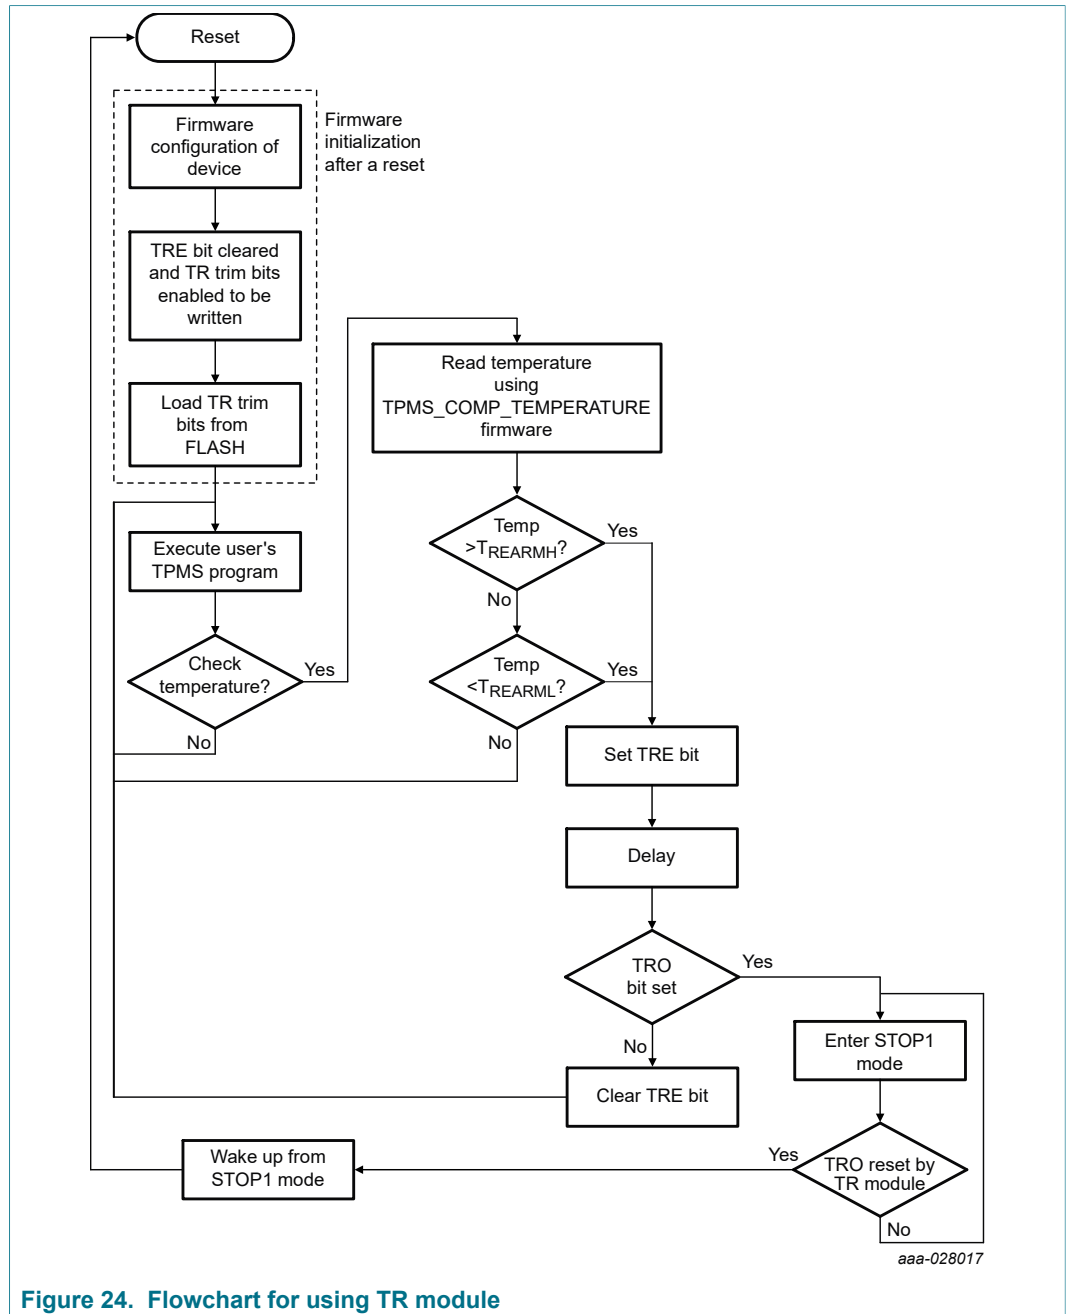 Reset
Firmware
configuration of
device
Firmware
initialization
after a reset
TRE bit cleared
and TR trim bits
enabled to be
written
Load TR trim
bits from
FLASH
Execute user's
TPMS program
Check
temperature?
Yes
No
Read temperature
using
TPMS_COMP_TEMPERATURE
firmware
Temp
>TREARMH?
Yes
No
Temp
<TREARML?
Yes
No
Set TRE bit
Delay
TRO
bit set
Yes
No
Clear TRE bit
Enter STOP1
mode
TRO reset by
TR module
Yes
No
Wake up from
STOP1 mode
aaa-028017
Figure 24. Flowchart for using TR module